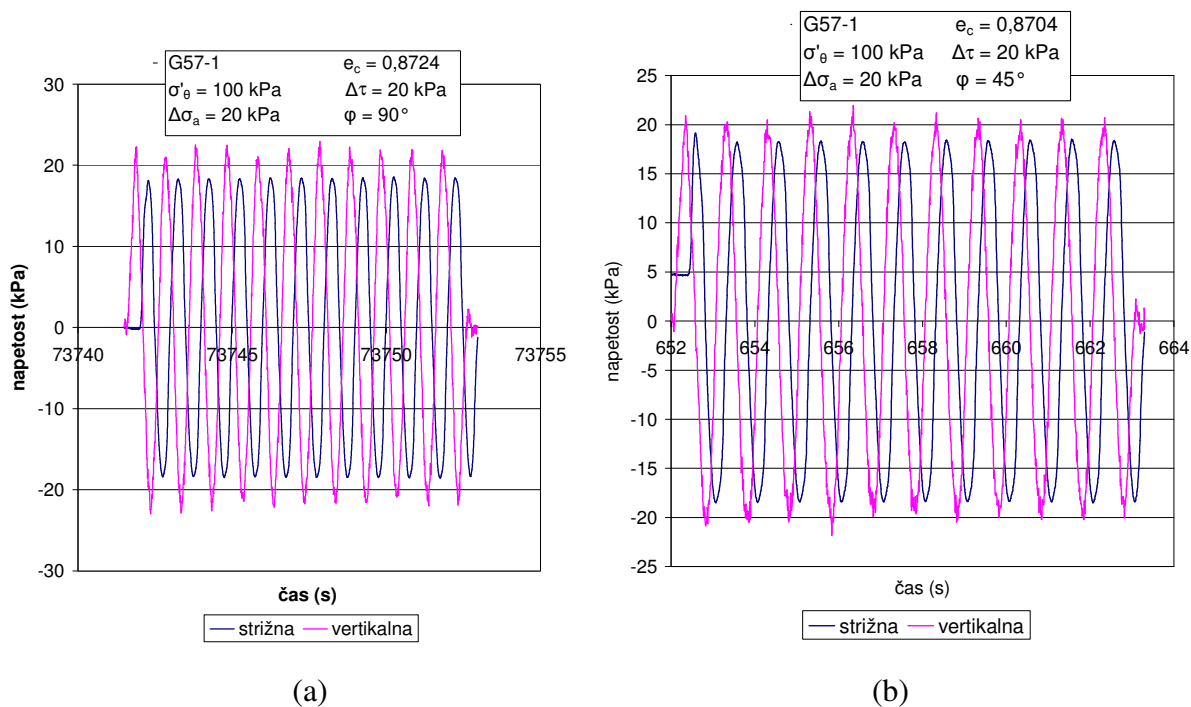 G57-1 e_c = 0,8724
σ'_θ = 100 kPa Δτ = 20 kPa
Δσ_a = 20 kPa φ = 90°
30
20
10
0
-10
-20
-30
73740 73745 73750 73755
napetost (kPa)
čas (s)
strižna vertikalna
(a)
G57-1 e_c = 0,8704
σ'_θ = 100 kPa Δτ = 20 kPa
Δσ_a = 20 kPa φ = 45°
25
20
15
10
5
0
-5
-10
-15
-20
-25
652 654 656 658 660 662 664
napetost (kPa)
čas (s)
strižna vertikalna
(b)